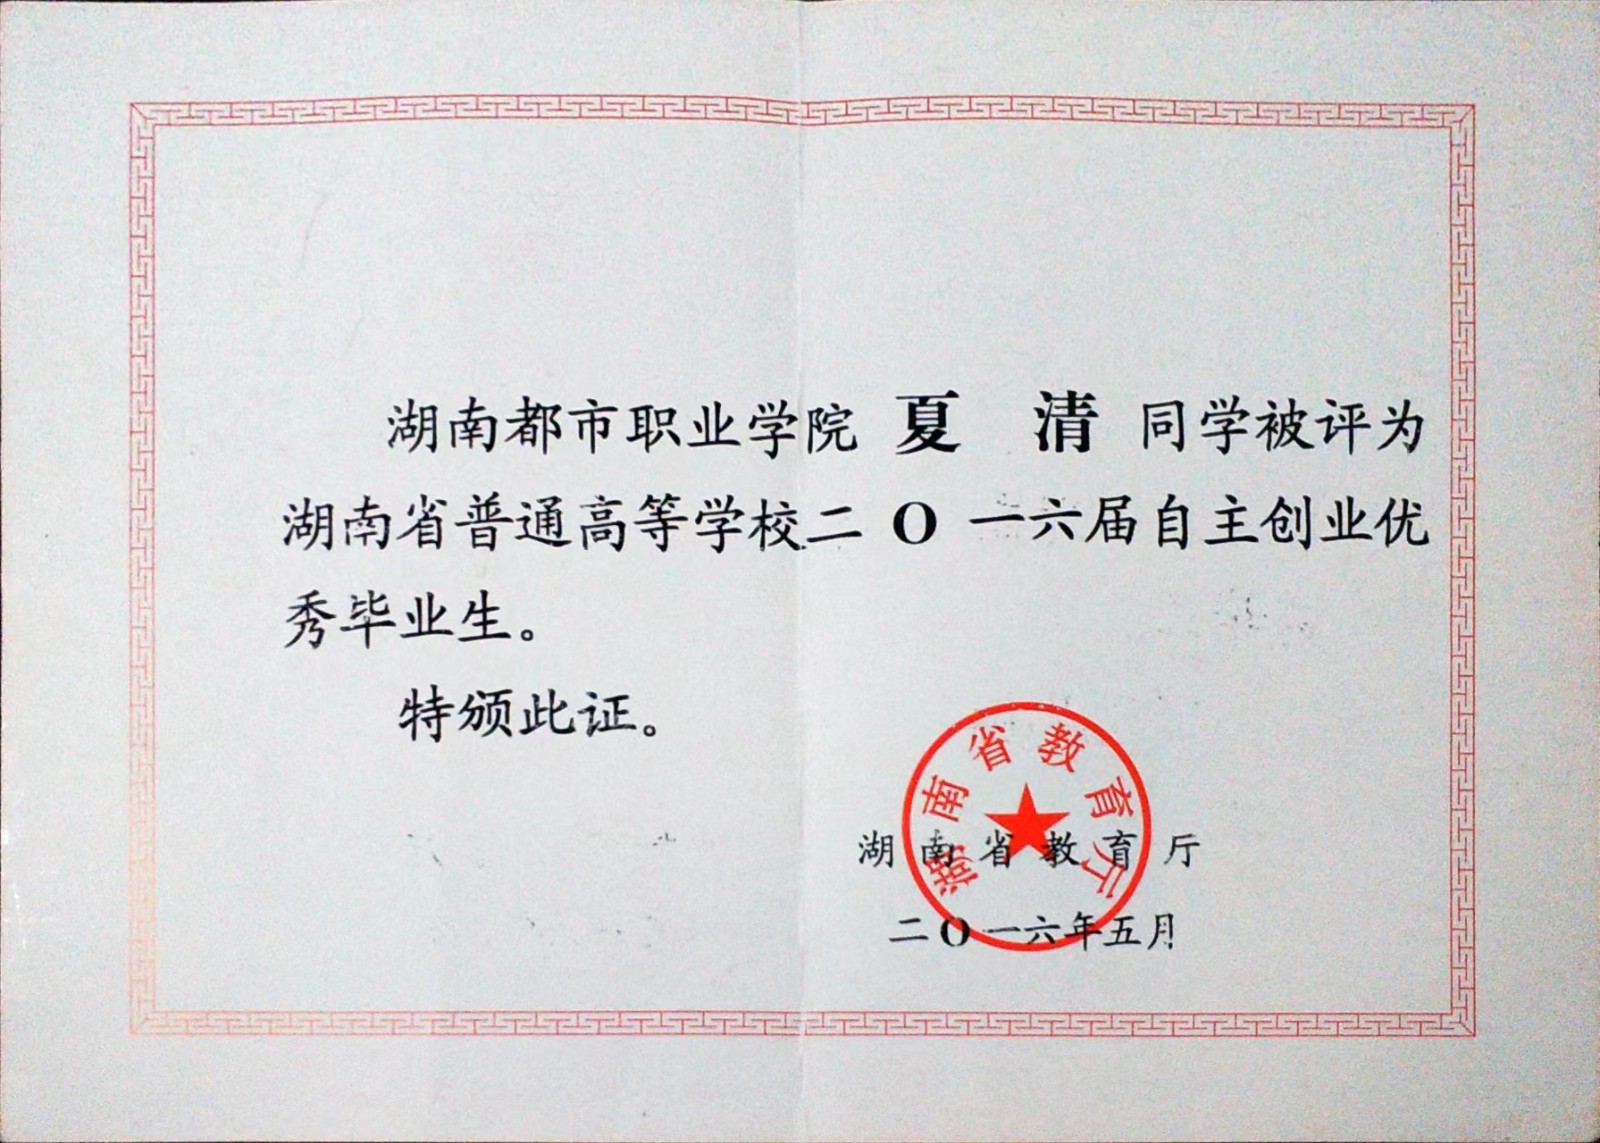 湖南都市职业学院 夏 清 同学被评为
湖南省普通高等学校二O一六届自主创业优
秀毕业生。
特颁此证。
湖南省教育厅
湖南省教育厅
二O一六年五月